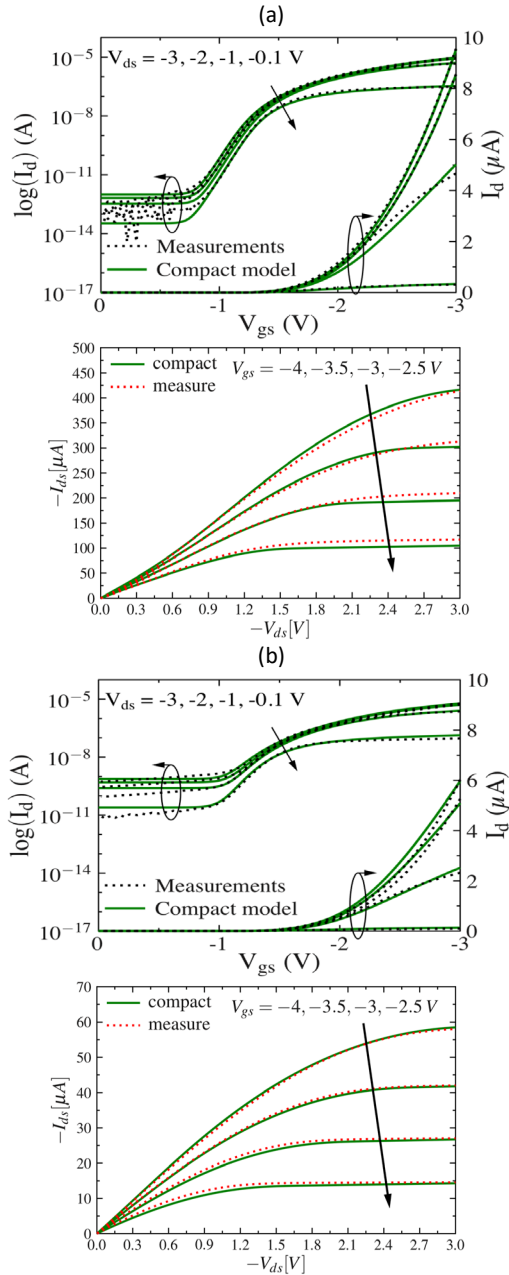 (a)
V_ds = -3, -2, -1, -0.1 V
10^-5
10^-8
10^-11
10^-14
10^-17
log(I_d) (A)
10
8
6
4
2
0
I_d (μA)
Measurements
Compact model
0 -1 -2 -3
V_gs (V)
500
450
400
350
300
250
200
150
100
50
0
−I_ds[μA]
compact
measure
V_gs = −4, −3.5, −3, −2.5 V
0.0 0.3 0.6 0.9 1.2 1.5 1.8 2.1 2.4 2.7 3.0
−V_ds[V]
(b)
V_ds = -3, -2, -1, -0.1 V
10^-5
10^-8
10^-11
10^-14
10^-17
log(I_d) (A)
10
8
6
4
2
0
I_d (μA)
Measurements
Compact model
0 -1 -2 -3
V_gs (V)
70
60
50
40
30
20
10
0
−I_ds[μA]
compact
measure
V_gs = −4, −3.5, −3, −2.5 V
0.0 0.3 0.6 0.9 1.2 1.5 1.8 2.1 2.4 2.7 3.0
−V_ds[V]